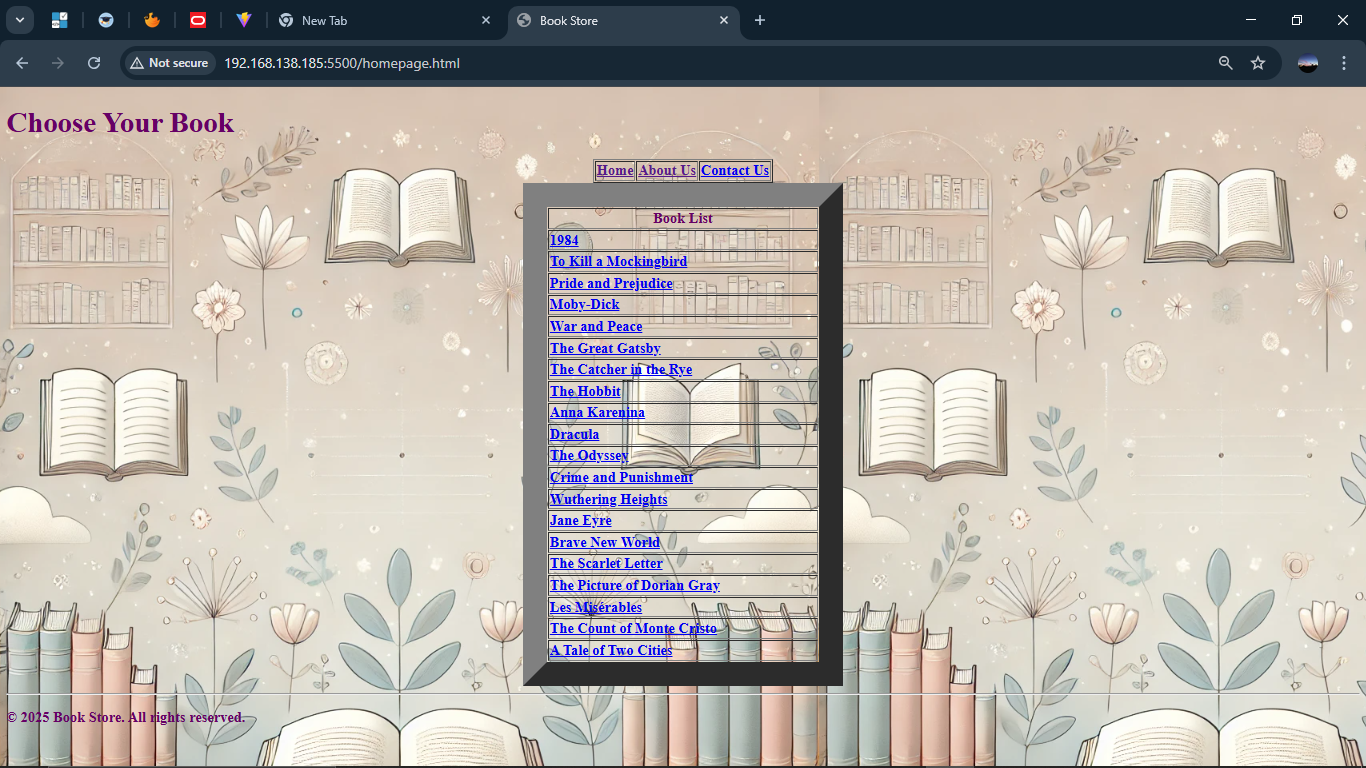 New Tab
Book Store
Not secure
192.168.138.185:5500/homepage.html
Choose Your Book
Home About Us Contact Us
Book List
1984
To Kill a Mockingbird
Pride and Prejudice
Moby-Dick
War and Peace
The Great Gatsby
The Catcher in the Rye
The Hobbit
Anna Karenina
Dracula
The Odyssey
Crime and Punishment
Wuthering Heights
Jane Eyre
Brave New World
The Scarlet Letter
The Picture of Dorian Gray
Les Misérables
The Count of Monte Cristo
A Tale of Two Cities
© 2025 Book Store. All rights reserved.